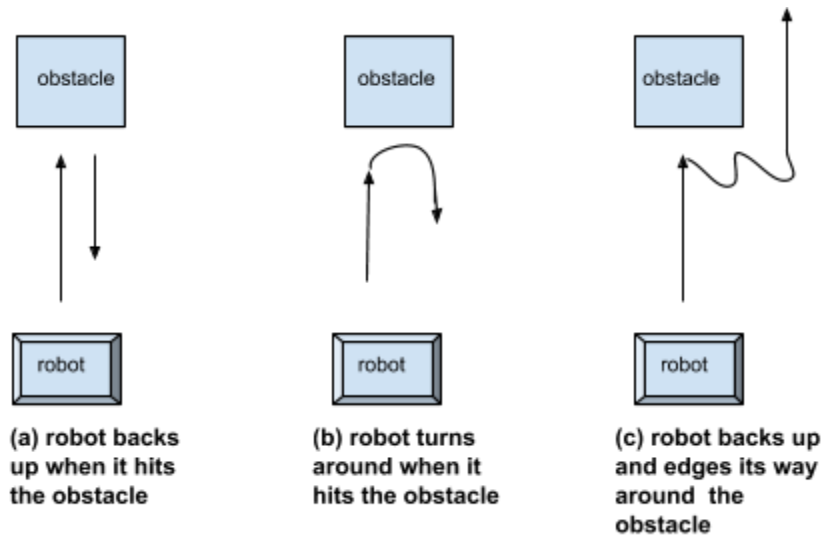 obstacle
obstacle
obstacle
robot
robot
robot
(a) robot backs
up when it hits
the obstacle
(b) robot turns
around when it
hits the obstacle
(c) robot backs up
and edges its way
around the
obstacle